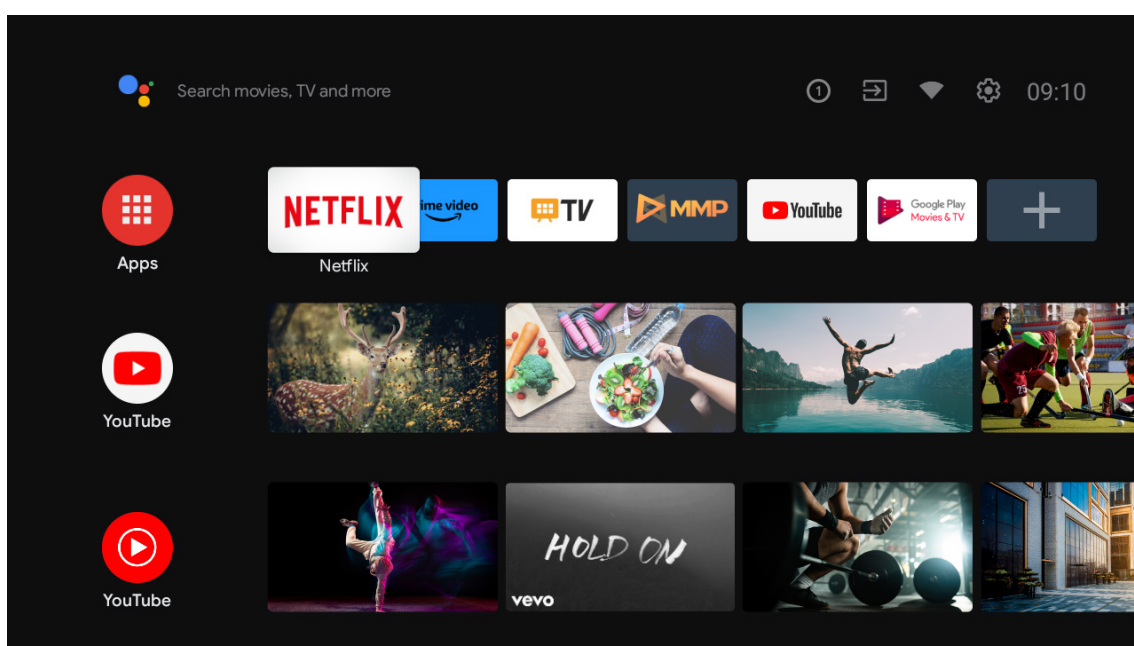 Search movies, TV and more
1
09:10
NETFLIX
ime video
TV
MMP
YouTube
Google Play
Movies & TV
Apps
Netflix
YouTube
HOLD ON
vevo
YouTube